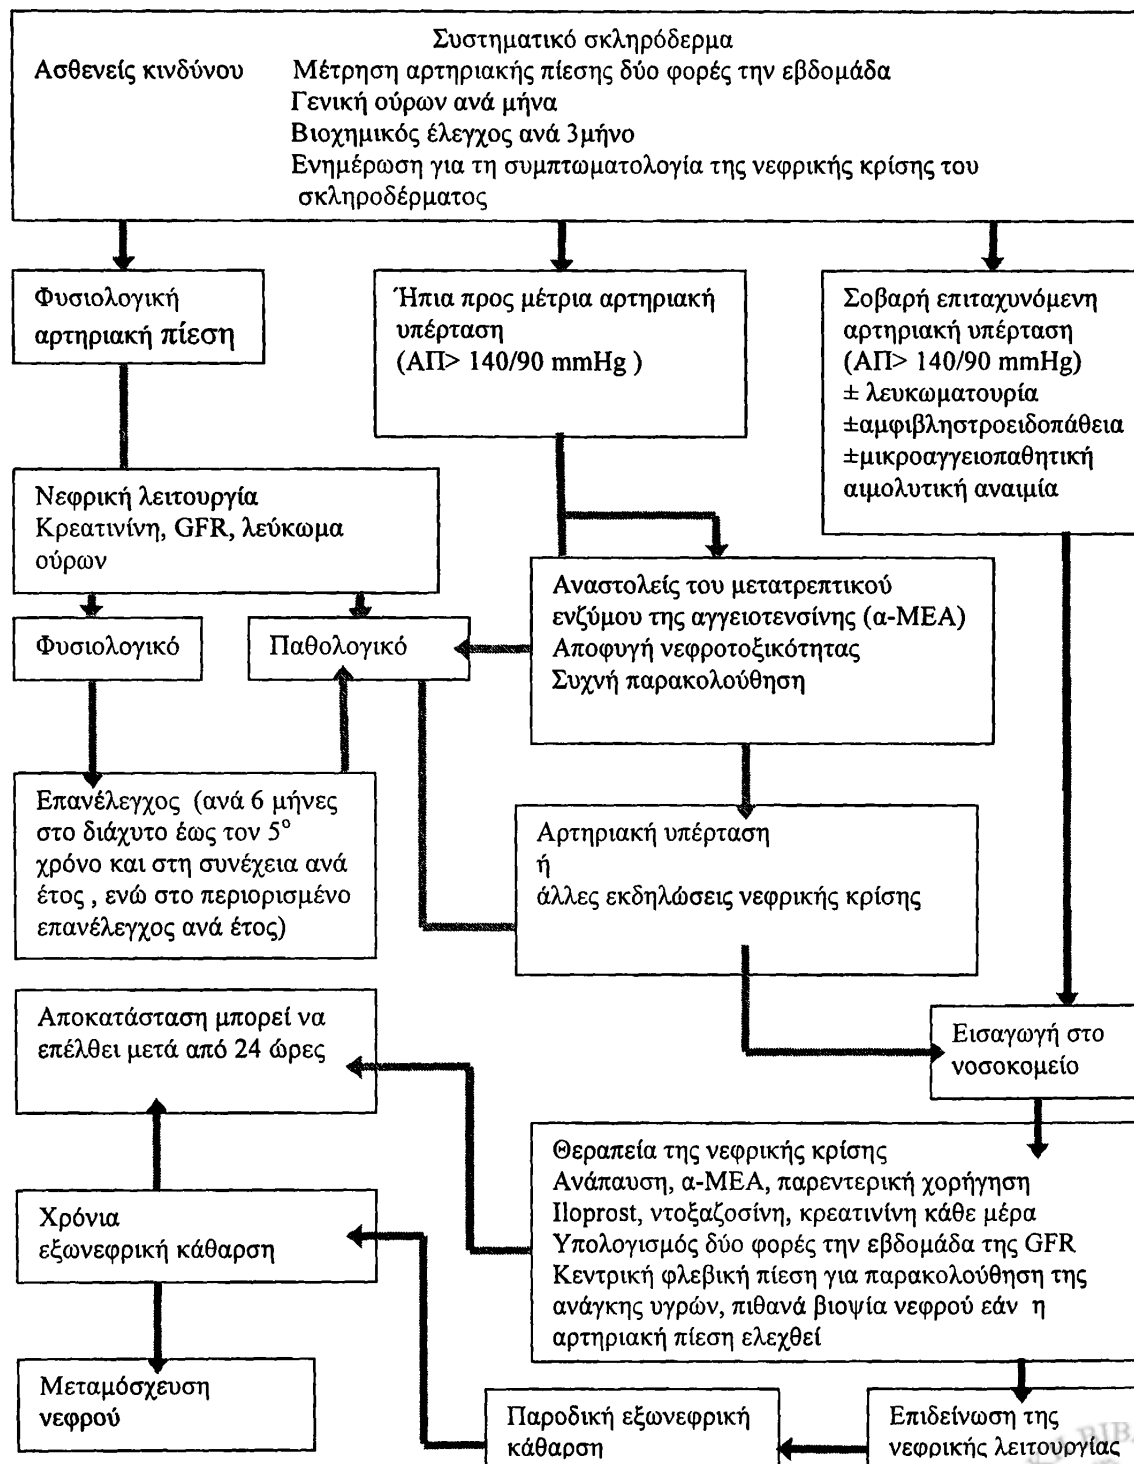 Συστηματικό σκληρόδερμα
Ασθενείς κινδύνου Μέτρηση αρτηριακής πίεσης δύο φορές την εβδομάδα
Γενική ούρων ανά μήνα
Βιοχημικός έλεγχος ανά 3μήνο
Ενημέρωση για τη συμπτωματολογία της νεφρικής κρίσης του
σκληροδέρματος
Φυσιολογική
αρτηριακή πίεση
Ήπια προς μέτρια αρτηριακή
υπέρταση
(ΑΠ> 140/90 mmHg )
Σοβαρή επιταχυνόμενη
αρτηριακή υπέρταση
(ΑΠ> 140/90 mmHg)
± λευκωματουρία
±αμφιβληστροειδοπάθεια
±μικροαγγειοπαθητική
αιμολυτική αναιμία
Νεφρική λειτουργία
Κρεατινίνη, GFR, λεύκωμα
ούρων
Φυσιολογικό
Παθολογικό
Αναστολείς του μετατρεπτικού
ενζύμου της αγγειοτενσίνης (α-ΜΕΑ)
Αποφυγή νεφροτοξικότητας
Συχνή παρακολούθηση
Επανέλεγχος (ανά 6 μήνες
στο διάχυτο έως τον 5ο
χρόνο και στη συνέχεια ανά
έτος , ενώ στο περιορισμένο
επανέλεγχος ανά έτος)
Αρτηριακή υπέρταση
ή
άλλες εκδηλώσεις νεφρικής κρίσης
Αποκατάσταση μπορεί να
επέλθει μετά από 24 ώρες
Εισαγωγή στο
νοσοκομείο
Θεραπεία της νεφρικής κρίσης
Ανάπαυση, α-ΜΕΑ, παρεντερική χορήγηση
Iloprost, ντοξαζοσίνη, κρεατινίνη κάθε μέρα
Υπολογισμός δύο φορές την εβδομάδα της GFR
Κεντρική φλεβική πίεση για παρακολούθηση της
ανάγκης υγρών, πιθανά βιοψία νεφρού εάν η
αρτηριακή πίεση ελεχθεί
Χρόνια
εξωνεφρική κάθαρση
Μεταμόσχευση
νεφρού
Παροδική εξωνεφρική
κάθαρση
Επιδείνωση της
νεφρικής λειτουργίας